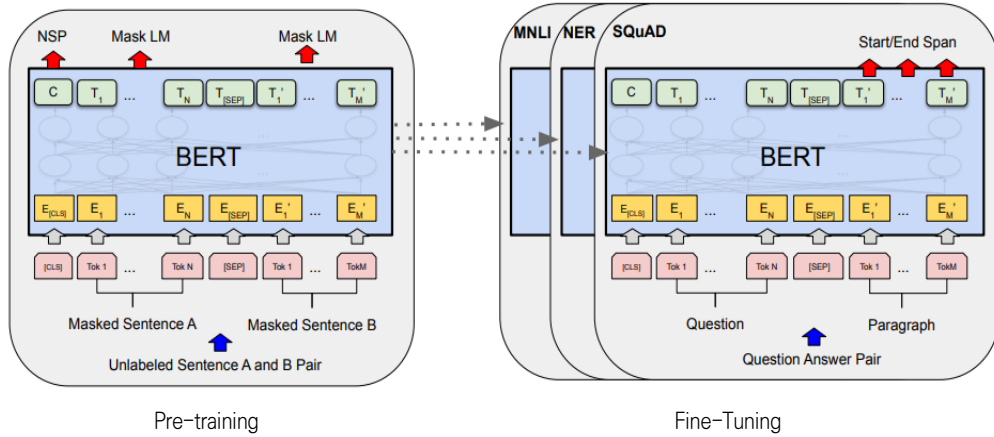 NSP Mask LM Mask LM
C T1 ... TN T[SEP] T1' ... TM'
BERT
E[CLS] E1 ... EN E[SEP] E1' ... EM'
[CLS] Tok 1 ... Tok N [SEP] Tok 1 ... TokM
Masked Sentence A Masked Sentence B
Unlabeled Sentence A and B Pair
Pre-training
MNLI NER SQuAD
Start/End Span
C T1 ... TN T[SEP] T1' ... TM'
BERT
E[CLS] E1 ... EN E[SEP] E1' ... EM'
[CLS] Tok 1 ... Tok N [SEP] Tok 1 ... TokM
Question Paragraph
Question Answer Pair
Fine-Tuning